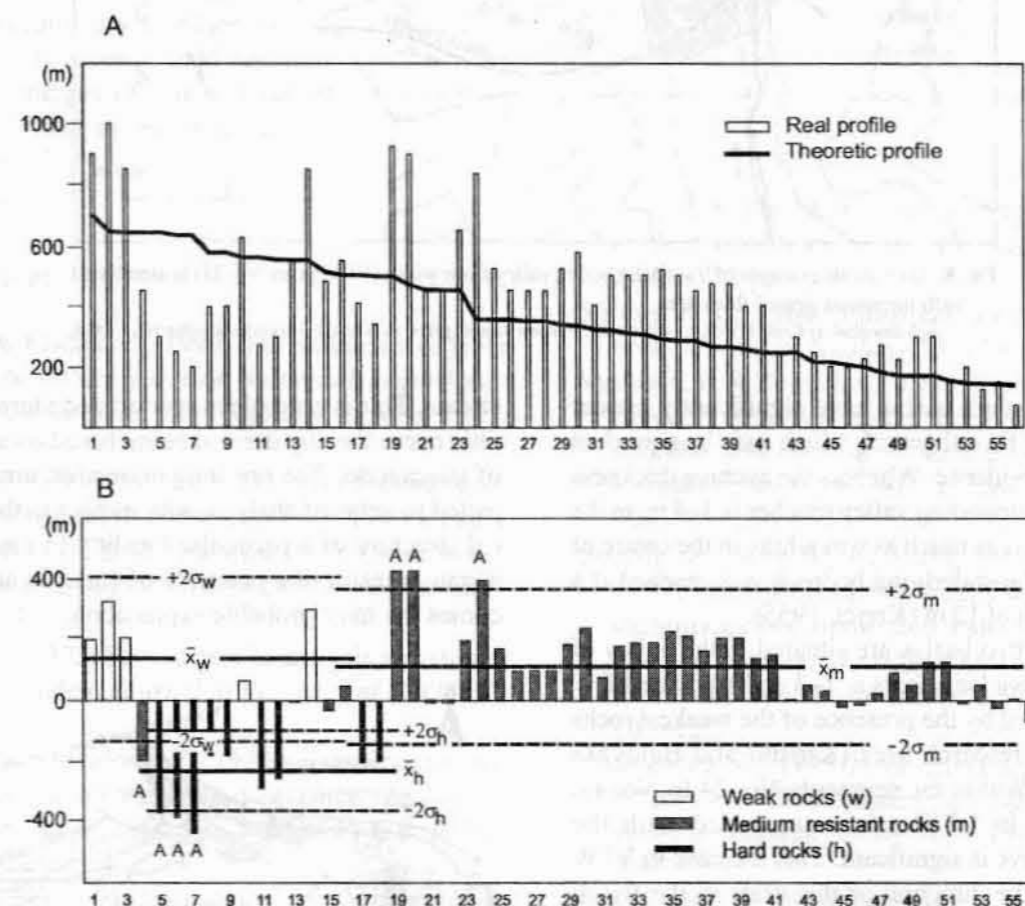 A
(m)
1000
600
200
Real profile
Theoretic profile
1 3 5 7 9 11 13 15 17 19 21 23 25 27 29 31 33 35 37 39 41 43 45 47 49 51 53 55
B
(m)
400
0
-400
A A A
+2σw
+2σm
x̄w
x̄m
+2σh
-2σw
-2σm
x̄h
A
-2σh
A A A
Weak rocks (w)
Medium resistant rocks (m)
Hard rocks (h)
1 3 5 7 9 11 13 15 17 19 21 23 25 27 29 31 33 35 37 39 41 43 45 47 49 51 53 55